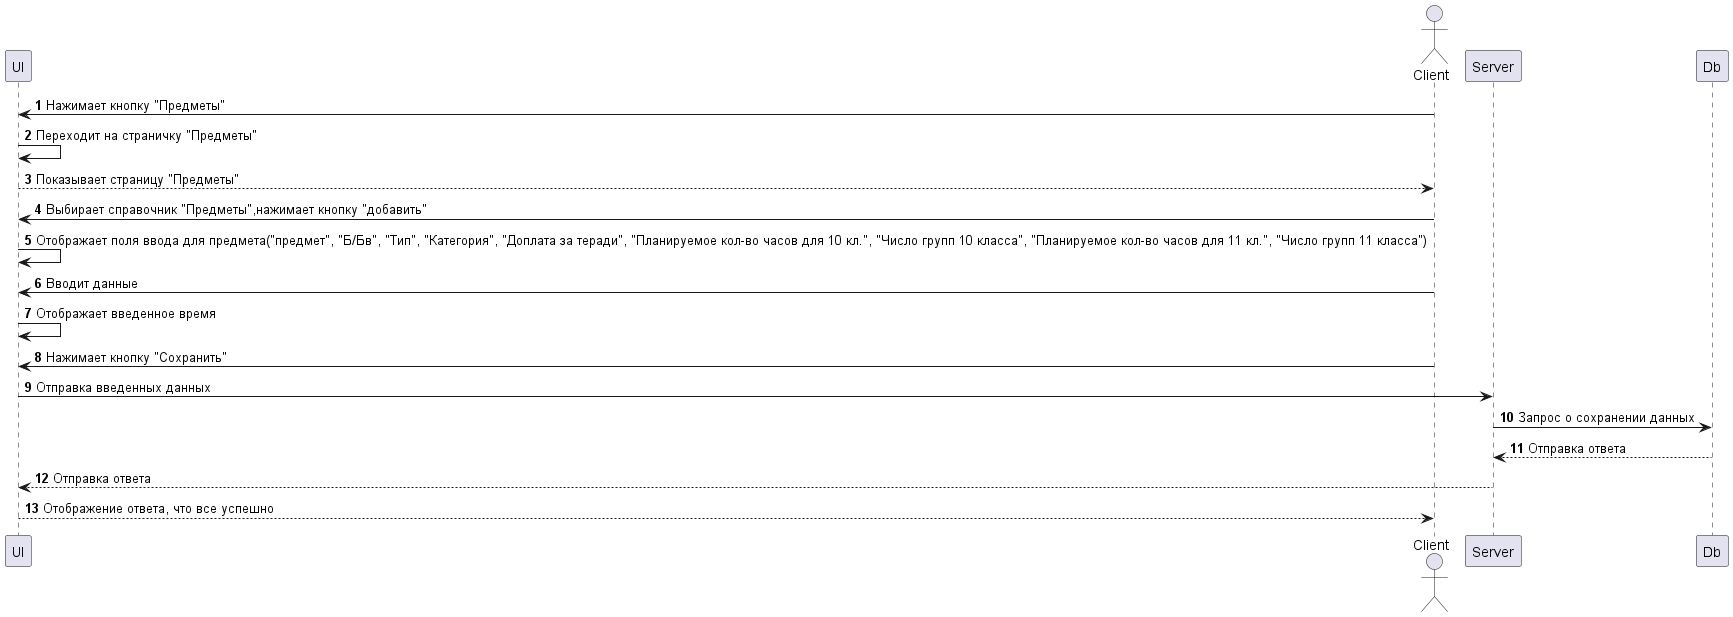 Client
UI
Server
Db
1 Нажимает кнопку "Предметы"
2 Переходит на страничку "Предметы"
3 Показывает страницу "Предметы"
4 Выбирает справочник "Предметы",нажимает кнопку "добавить"
5 Отображает поля ввода для предмета("предмет", "Б/Бв", "Тип", "Категория", "Доплата за теради", "Планируемое кол-во часов для 10 кл.", "Число групп 10 класса", "Планируемое кол-во часов для 11 кл.", "Число групп 11 класса")
6 Вводит данные
7 Отображает введенное время
8 Нажимает кнопку "Сохранить"
9 Отправка введенных данных
10 Запрос о сохранении данных
11 Отправка ответа
12 Отправка ответа
13 Отображение ответа, что все успешно
UI
Client
Server
Db